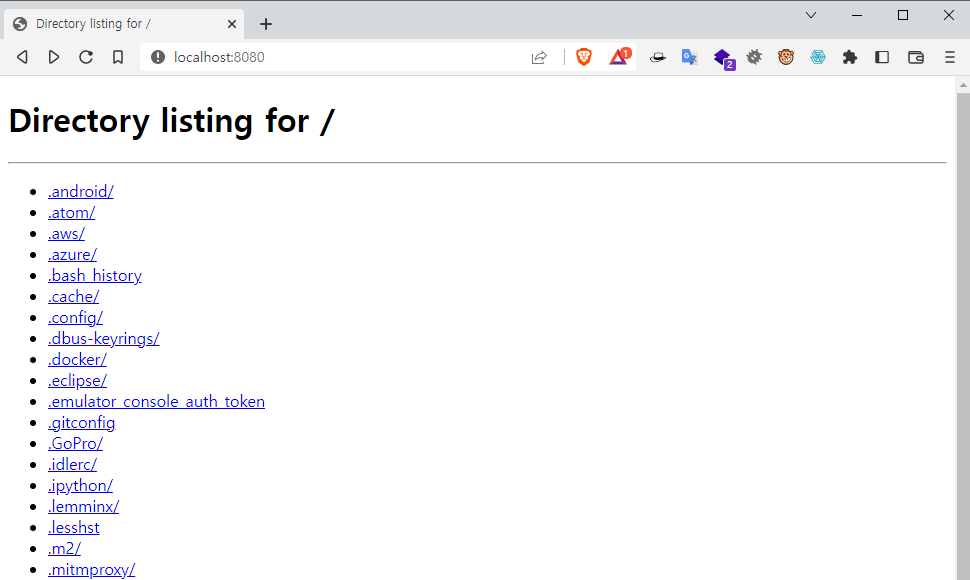 Directory listing for /
localhost:8080
1
2
Directory listing for /
.android/
.atom/
.aws/
.azure/
.bash_history
.cache/
.config/
.dbus-keyrings/
.docker/
.eclipse/
.emulator_console_auth_token
.gitconfig
.GoPro/
.idlerc/
.ipython/
.lemminx/
.lesshst
.m2/
.mitmproxy/